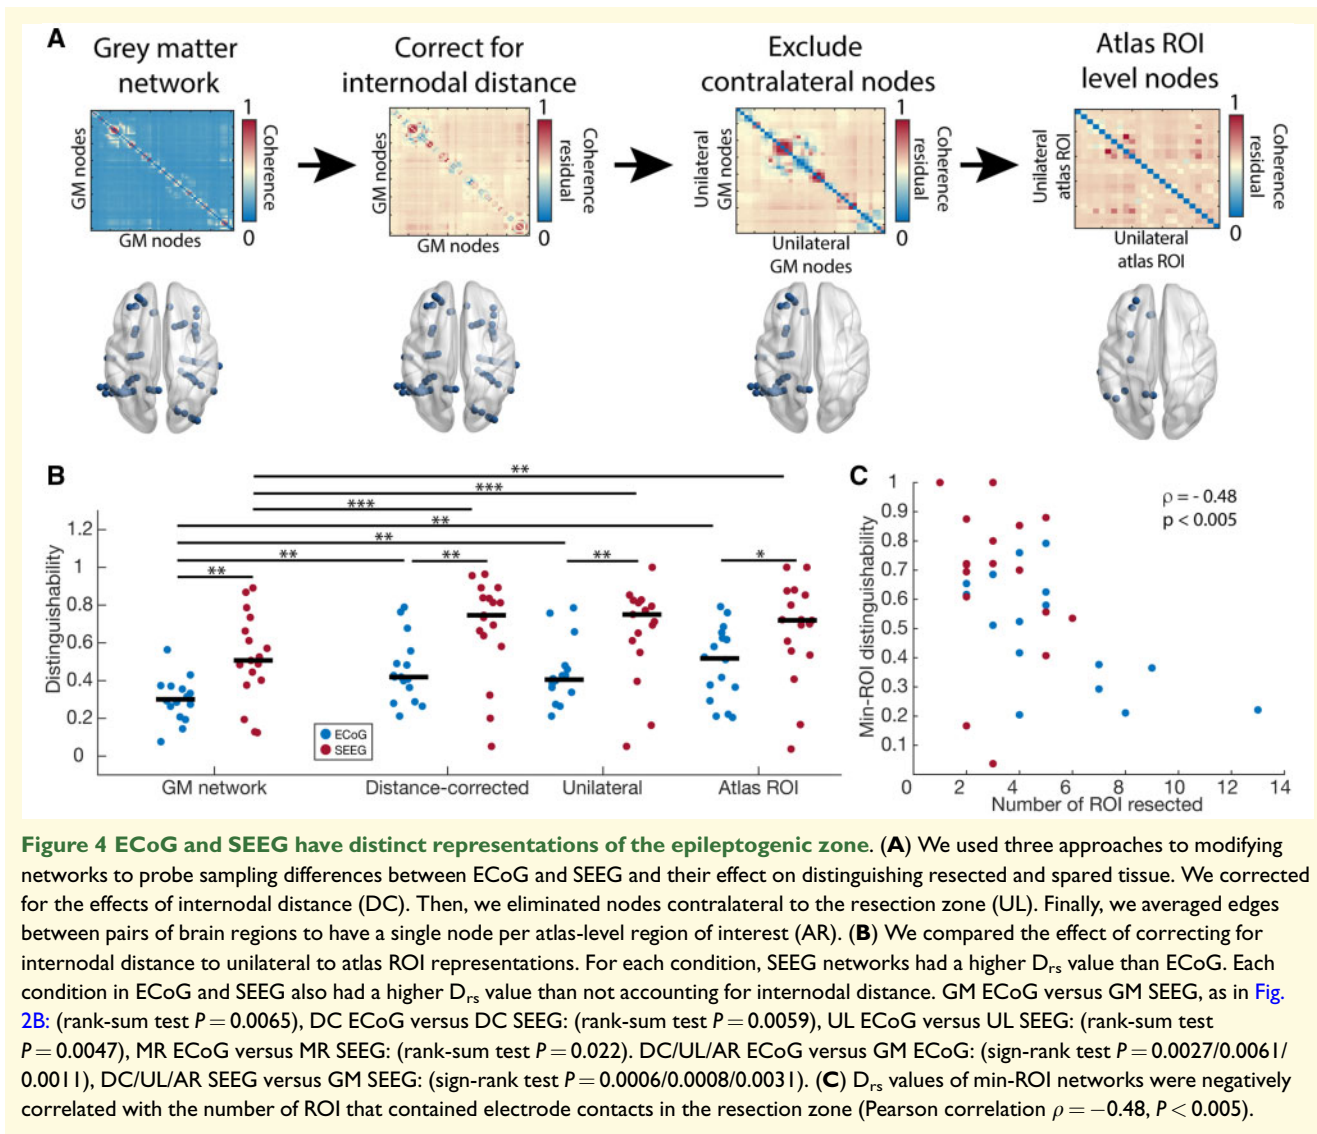 A
Grey matter
network
Correct for
internodal distance
Exclude
contralateral nodes
Atlas ROI
level nodes
GM nodes
1
Coherence
0
GM nodes
GM nodes
1
Coherence
residual
0
GM nodes
Unilateral
GM nodes
1
Coherence
residual
0
Unilateral
GM nodes
Unilateral
atlas ROI
1
Coherence
residual
0
Unilateral
atlas ROI
B
Distinguishability
1.2
1
0.8
0.6
0.4
0.2
0
**
***
***
**
**
**
**
**
**
*
ECoG
SEEG
GM network
Distance-corrected
Unilateral
Atlas ROI
C
Min-ROI distinguishability
1
0.9
0.8
0.7
0.6
0.5
0.4
0.3
0.2
0.1
0
2
4
6
8
10
12
14
Number of ROI resected
ρ = - 0.48
p < 0.005
Figure 4 ECoG and SEEG have distinct representations of the epileptogenic zone. (A) We used three approaches to modifying
networks to probe sampling differences between ECoG and SEEG and their effect on distinguishing resected and spared tissue. We corrected
for the effects of internodal distance (DC). Then, we eliminated nodes contralateral to the resection zone (UL). Finally, we averaged edges
between pairs of brain regions to have a single node per atlas-level region of interest (AR). (B) We compared the effect of correcting for
internodal distance to unilateral to atlas ROI representations. For each condition, SEEG networks had a higher Drs value than ECoG. Each
condition in ECoG and SEEG also had a higher Drs value than not accounting for internodal distance. GM ECoG versus GM SEEG, as in Fig.
2B: (rank-sum test P = 0.0065), DC ECoG versus DC SEEG: (rank-sum test P = 0.0059), UL ECoG versus UL SEEG: (rank-sum test
P = 0.0047), MR ECoG versus MR SEEG: (rank-sum test P = 0.022). DC/UL/AR ECoG versus GM ECoG: (sign-rank test P = 0.0027/0.0061/
0.0011), DC/UL/AR SEEG versus GM SEEG: (sign-rank test P = 0.0006/0.0008/0.0031). (C) Drs values of min-ROI networks were negatively
correlated with the number of ROI that contained electrode contacts in the resection zone (Pearson correlation ρ = −0.48, P < 0.005).